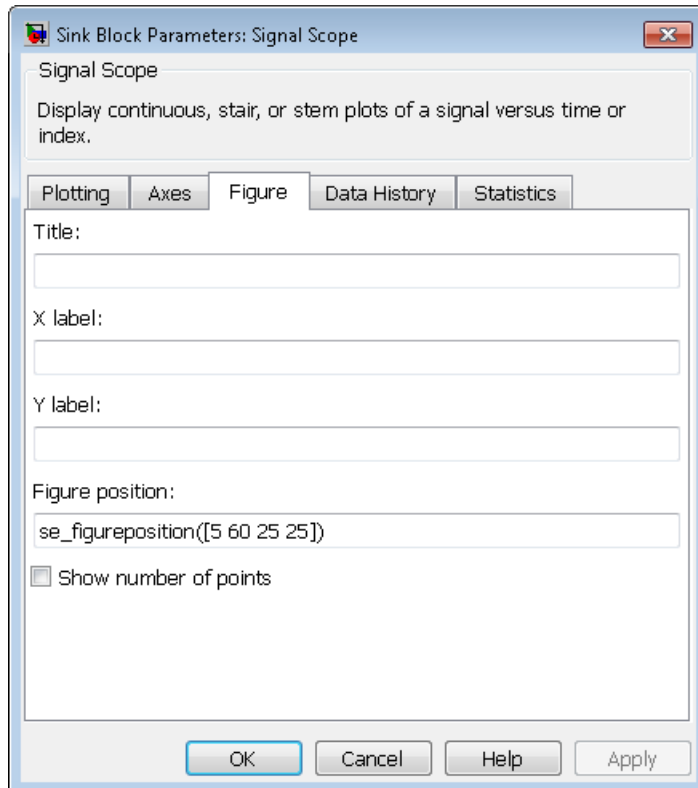 Sink Block Parameters: Signal Scope
Signal Scope
Display continuous, stair, or stem plots of a signal versus time or
index.
Plotting Axes Figure Data History Statistics
Title:
X label:
Y label:
Figure position:
se_figureposition([5 60 25 25])
Show number of points
OK Cancel Help Apply